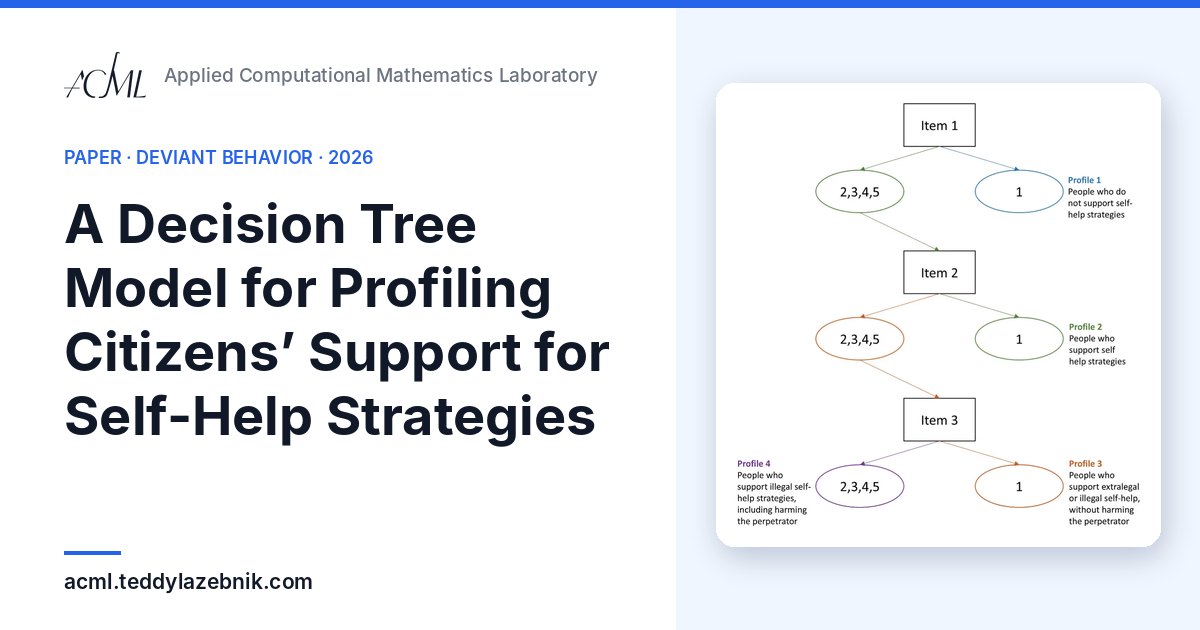 ACML
Applied Computational Mathematics Laboratory
PAPER · DEVIANT BEHAVIOR · 2026
A Decision Tree
Model for Profiling
Citizens’ Support for
Self-Help Strategies
acml.teddylazebnik.com
Item 1
2,3,4,5
1
Profile 1
People who do
not support self-
help strategies
Item 2
2,3,4,5
1
Profile 2
People who
support self
help strategies
Item 3
Profile 4
People who
support illegal self-
help strategies,
including harming
the perpetrator
2,3,4,5
1
Profile 3
People who
support extralegal
or illegal self-help,
without harming
the perpetrator